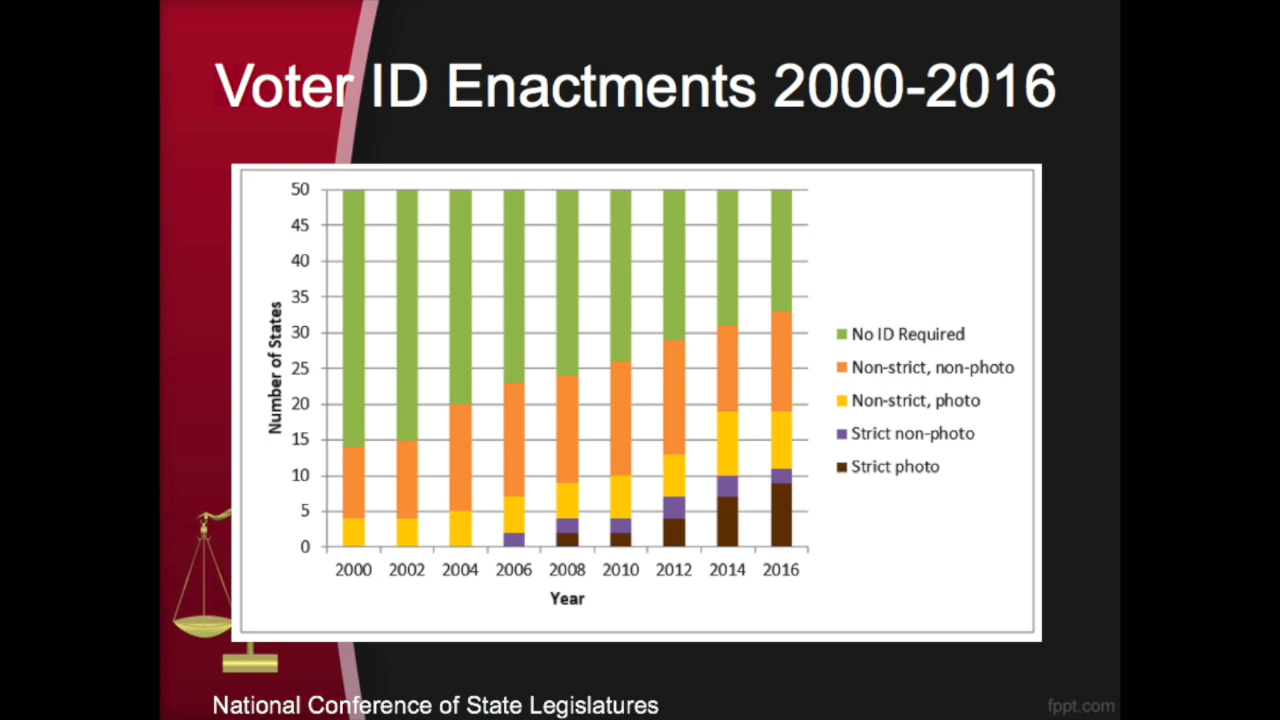 Voter ID Enactments 2000-2016
50
45
40
35
30
25
20
15
10
5
0
Number of States
2000 2002 2004 2006 2008 2010 2012 2014 2016
Year
No ID Required
Non-strict, non-photo
Non-strict, photo
Strict non-photo
Strict photo
National Conference of State Legislatures
fppt.com